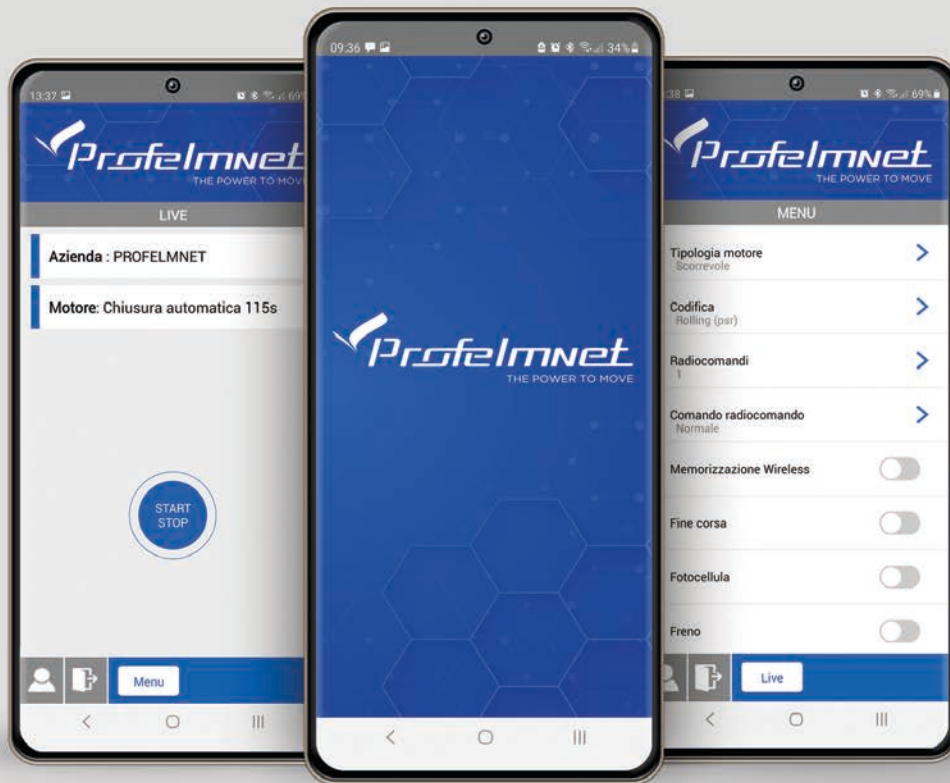 13:37
69%
Profelmnet
THE POWER TO MOVE
LIVE
Azienda : PROFELMNET
Motore: Chiusura automatica 115s
START
STOP
Menu
09:36
34%
Profelmnet
THE POWER TO MOVE
:38
69%
Profelmnet
THE POWER TO MOVE
MENU
Tipologia motore
Scorrevole
Codifica
Rolling (psr)
Radiocomandi
1
Comando radiocomando
Normale
Memorizzazione Wireless
Fine corsa
Fotocellula
Freno
Live